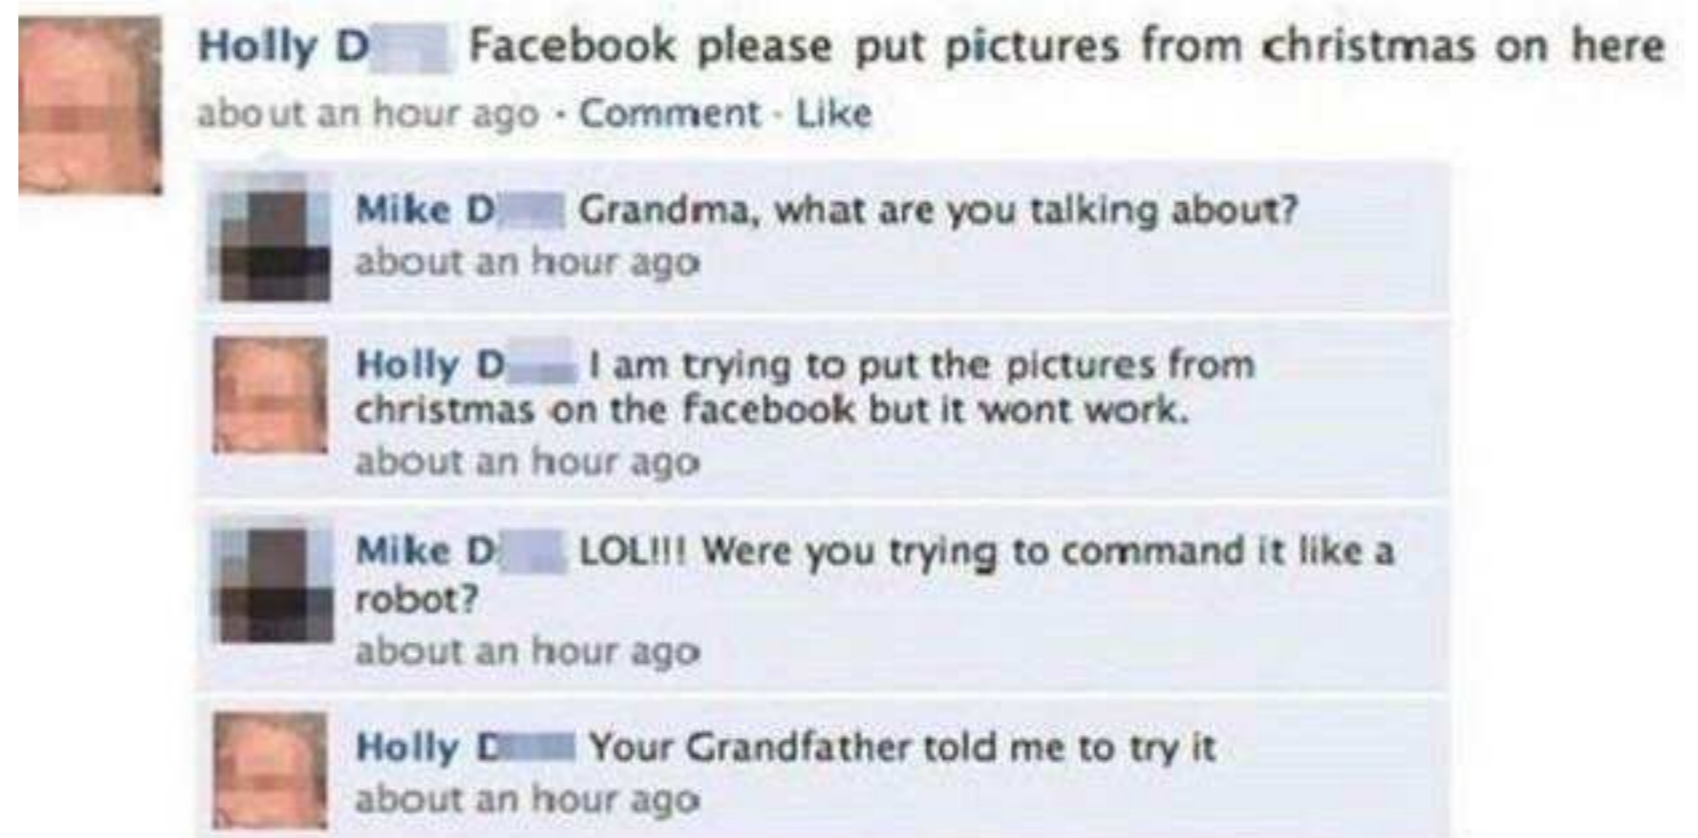 Holly D Facebook please put pictures from christmas on here
about an hour ago · Comment · Like
Mike D Grandma, what are you talking about?
about an hour ago
Holly D I am trying to put the pictures from
christmas on the facebook but it wont work.
about an hour ago
Mike D LOL!!! Were you trying to command it like a
robot?
about an hour ago
Holly D Your Grandfather told me to try it
about an hour ago